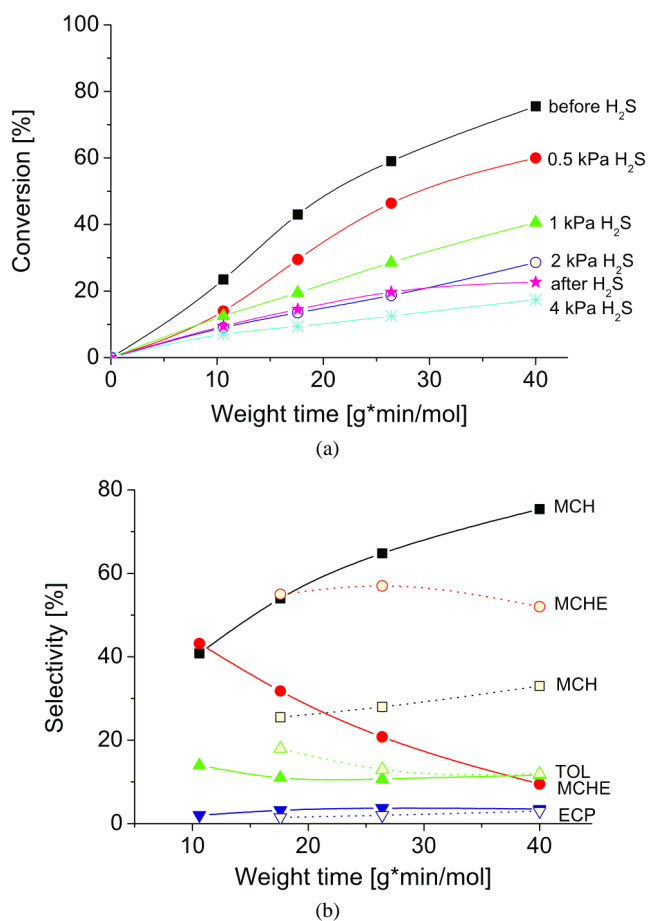 100
80
60
40
20
0
Conversion [%]
before H₂S
0.5 kPa H₂S
1 kPa H₂S
2 kPa H₂S
after H₂S
4 kPa H₂S
0 10 20 30 40
Weight time [g*min/mol]
(a)
80
60
40
20
0
Selectivity [%]
MCH
MCHE
MCH
TOL
MCHE
ECP
10 20 30 40
Weight time [g*min/mol]
(b)